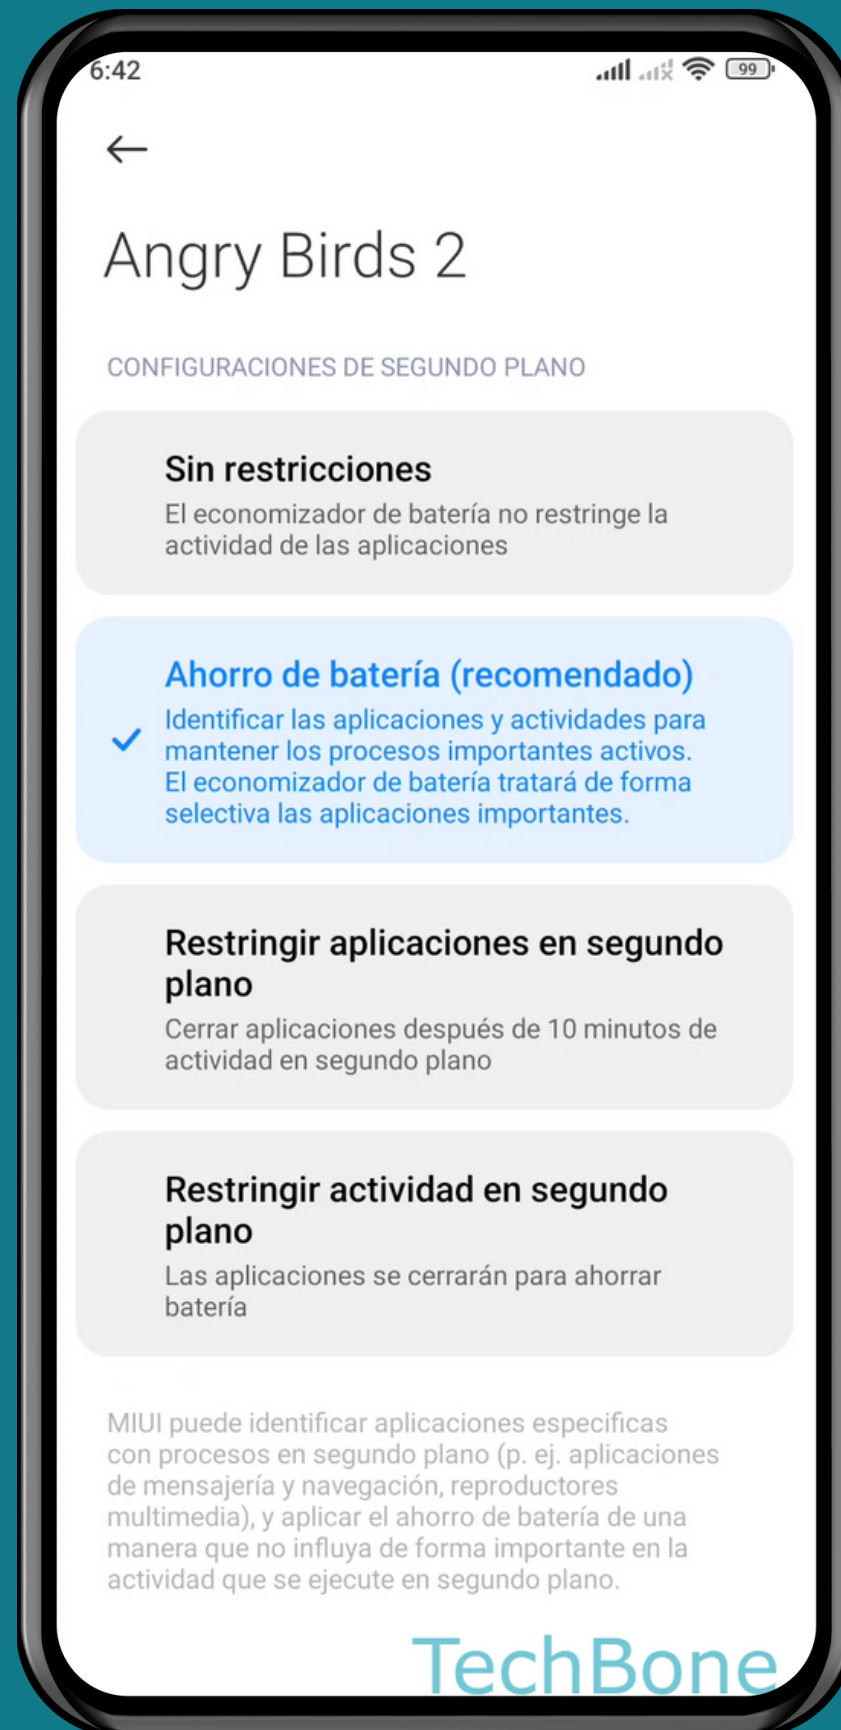 6:42
99
Angry Birds 2
CONFIGURACIONES DE SEGUNDO PLANO
Sin restricciones
El economizador de batería no restringe la
actividad de las aplicaciones
Ahorro de batería (recomendado)
Identificar las aplicaciones y actividades para
mantener los procesos importantes activos.
El economizador de batería tratará de forma
selectiva las aplicaciones importantes.
Restringir aplicaciones en segundo
plano
Cerrar aplicaciones después de 10 minutos de
actividad en segundo plano
Restringir actividad en segundo
plano
Las aplicaciones se cerrarán para ahorrar
batería
MIUI puede identificar aplicaciones especificas
con procesos en segundo plano (p. ej. aplicaciones
de mensajería y navegación, reproductores
multimedia), y aplicar el ahorro de batería de una
manera que no influya de forma importante en la
actividad que se ejecute en segundo plano.
TechBone